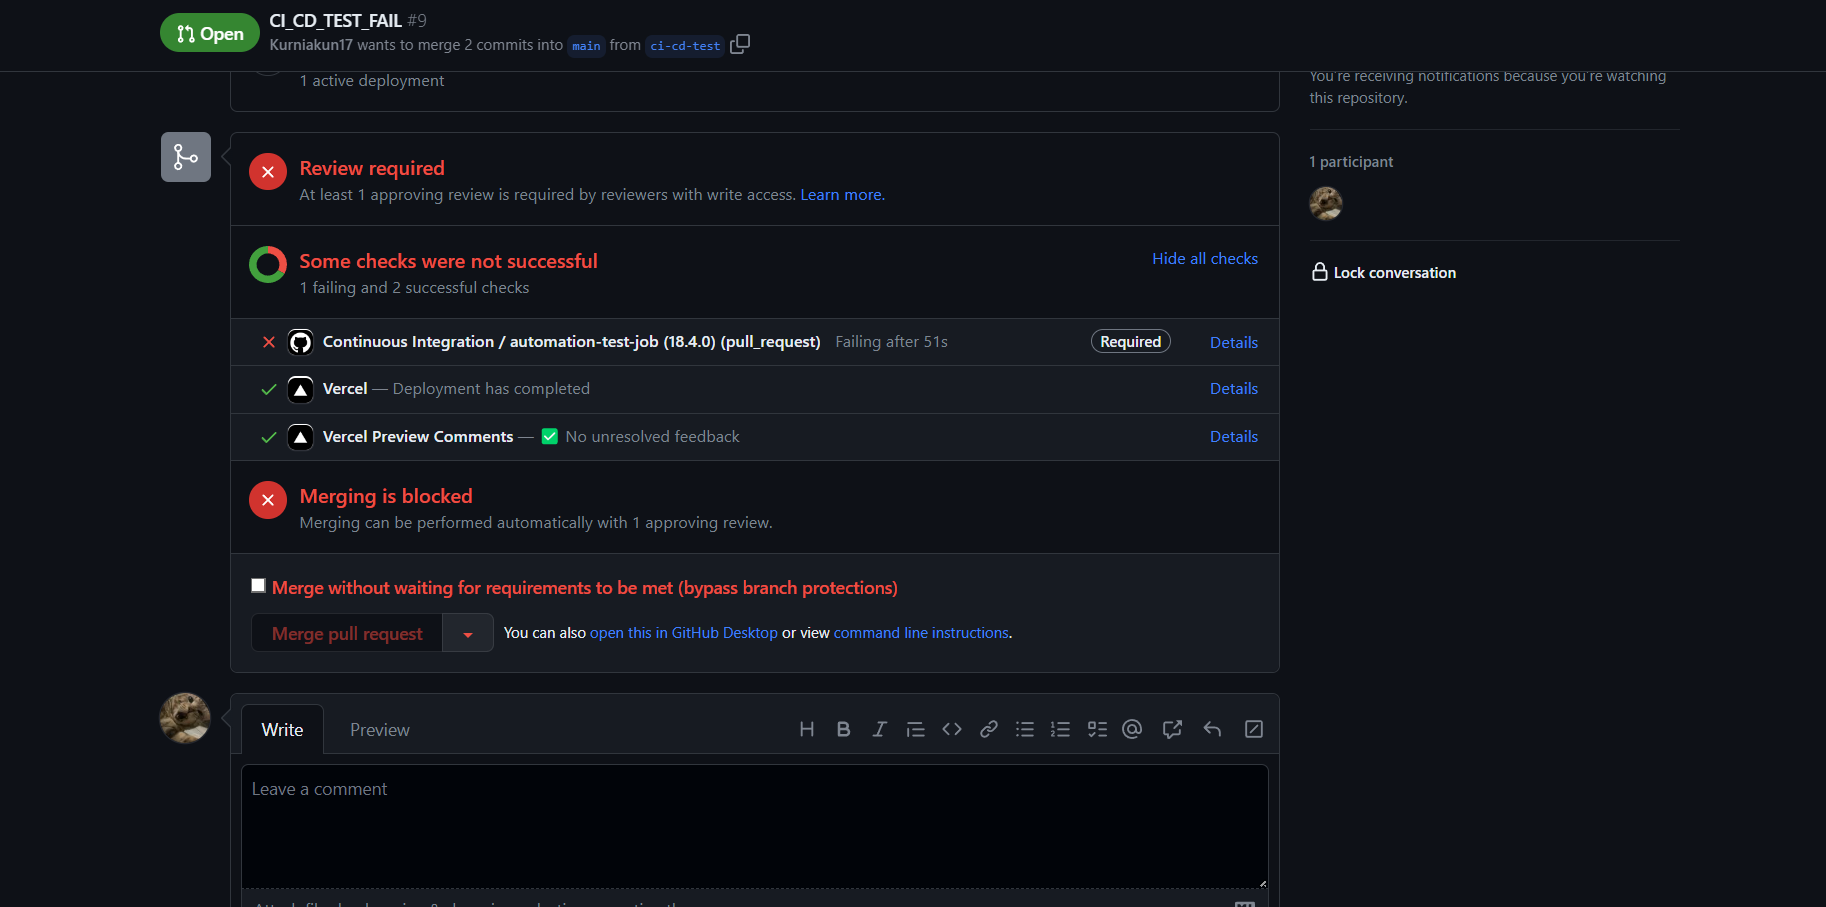 Open
CI_CD_TEST_FAIL #9
Kurniakun17 wants to merge 2 commits into main from ci-cd-test
1 active deployment
You're receiving notifications because you're watching
this repository.
Review required
At least 1 approving review is required by reviewers with write access. Learn more.
1 participant
Some checks were not successful
Hide all checks
1 failing and 2 successful checks
Lock conversation
Continuous Integration / automation-test-job (18.4.0) (pull_request) Failing after 51s Required Details
Vercel — Deployment has completed Details
Vercel Preview Comments — ✅ No unresolved feedback Details
Merging is blocked
Merging can be performed automatically with 1 approving review.
Merge without waiting for requirements to be met (bypass branch protections)
Merge pull request
You can also open this in GitHub Desktop or view command line instructions.
Write Preview
Leave a comment